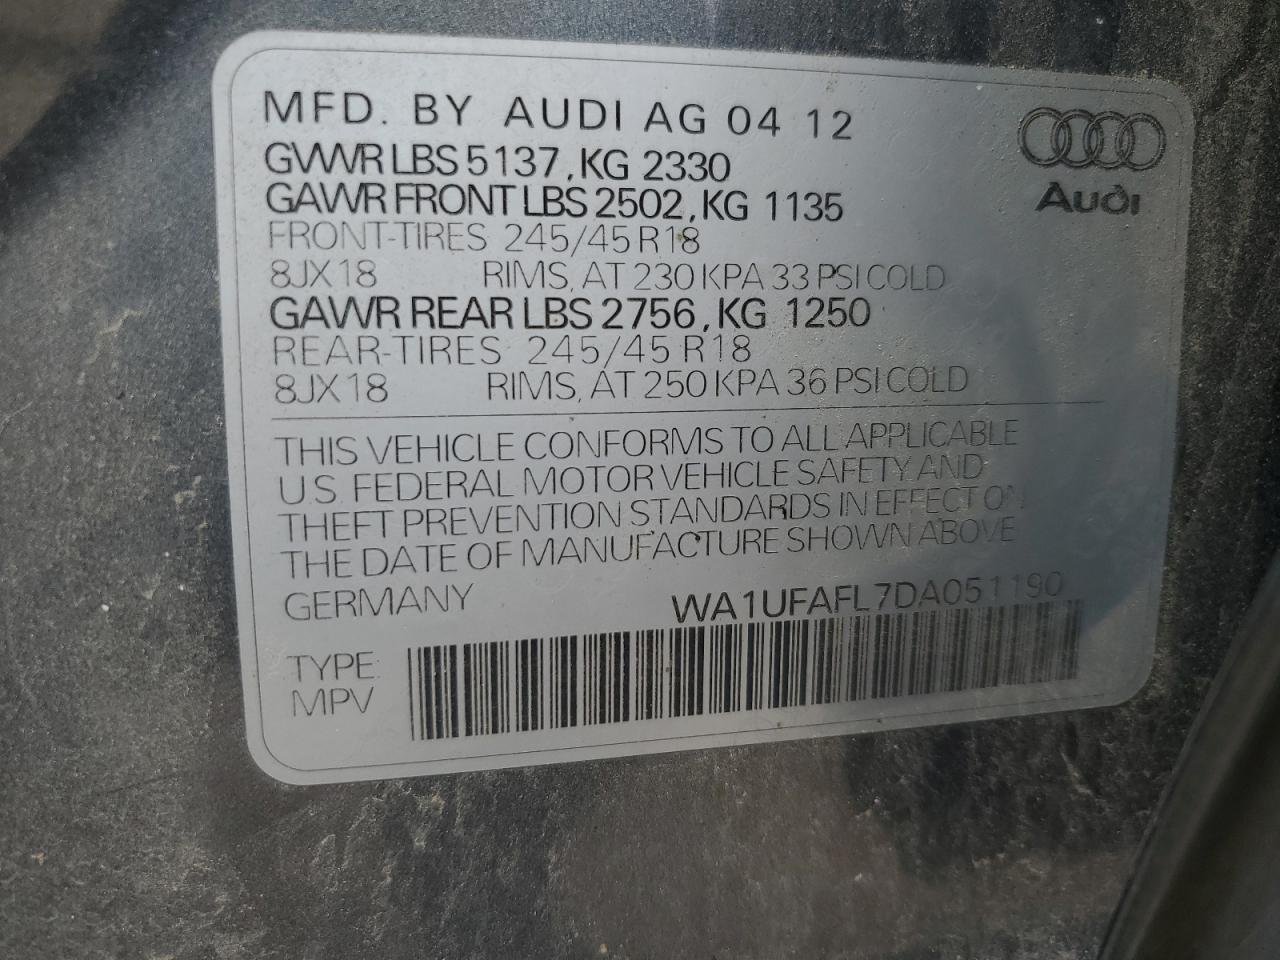 MFD. BY AUDI AG 04 12
GVWR LBS 5137, KG 2330
GAWR FRONT LBS 2502, KG 1135
FRONT-TIRES 245/45 R18
8JX18 RIMS, AT 230 KPA 33 PSI COLD
GAWR REAR LBS 2756, KG 1250
REAR-TIRES 245/45 R18
8JX18 RIMS, AT 250 KPA 36 PSI COLD
Audi
THIS VEHICLE CONFORMS TO ALL APPLICABLE
U.S. FEDERAL MOTOR VEHICLE SAFETY AND
THEFT PREVENTION STANDARDS IN EFFECT ON
THE DATE OF MANUFACTURE SHOWN ABOVE
GERMANY WA1UFAFL7DA051190
TYPE:
MPV